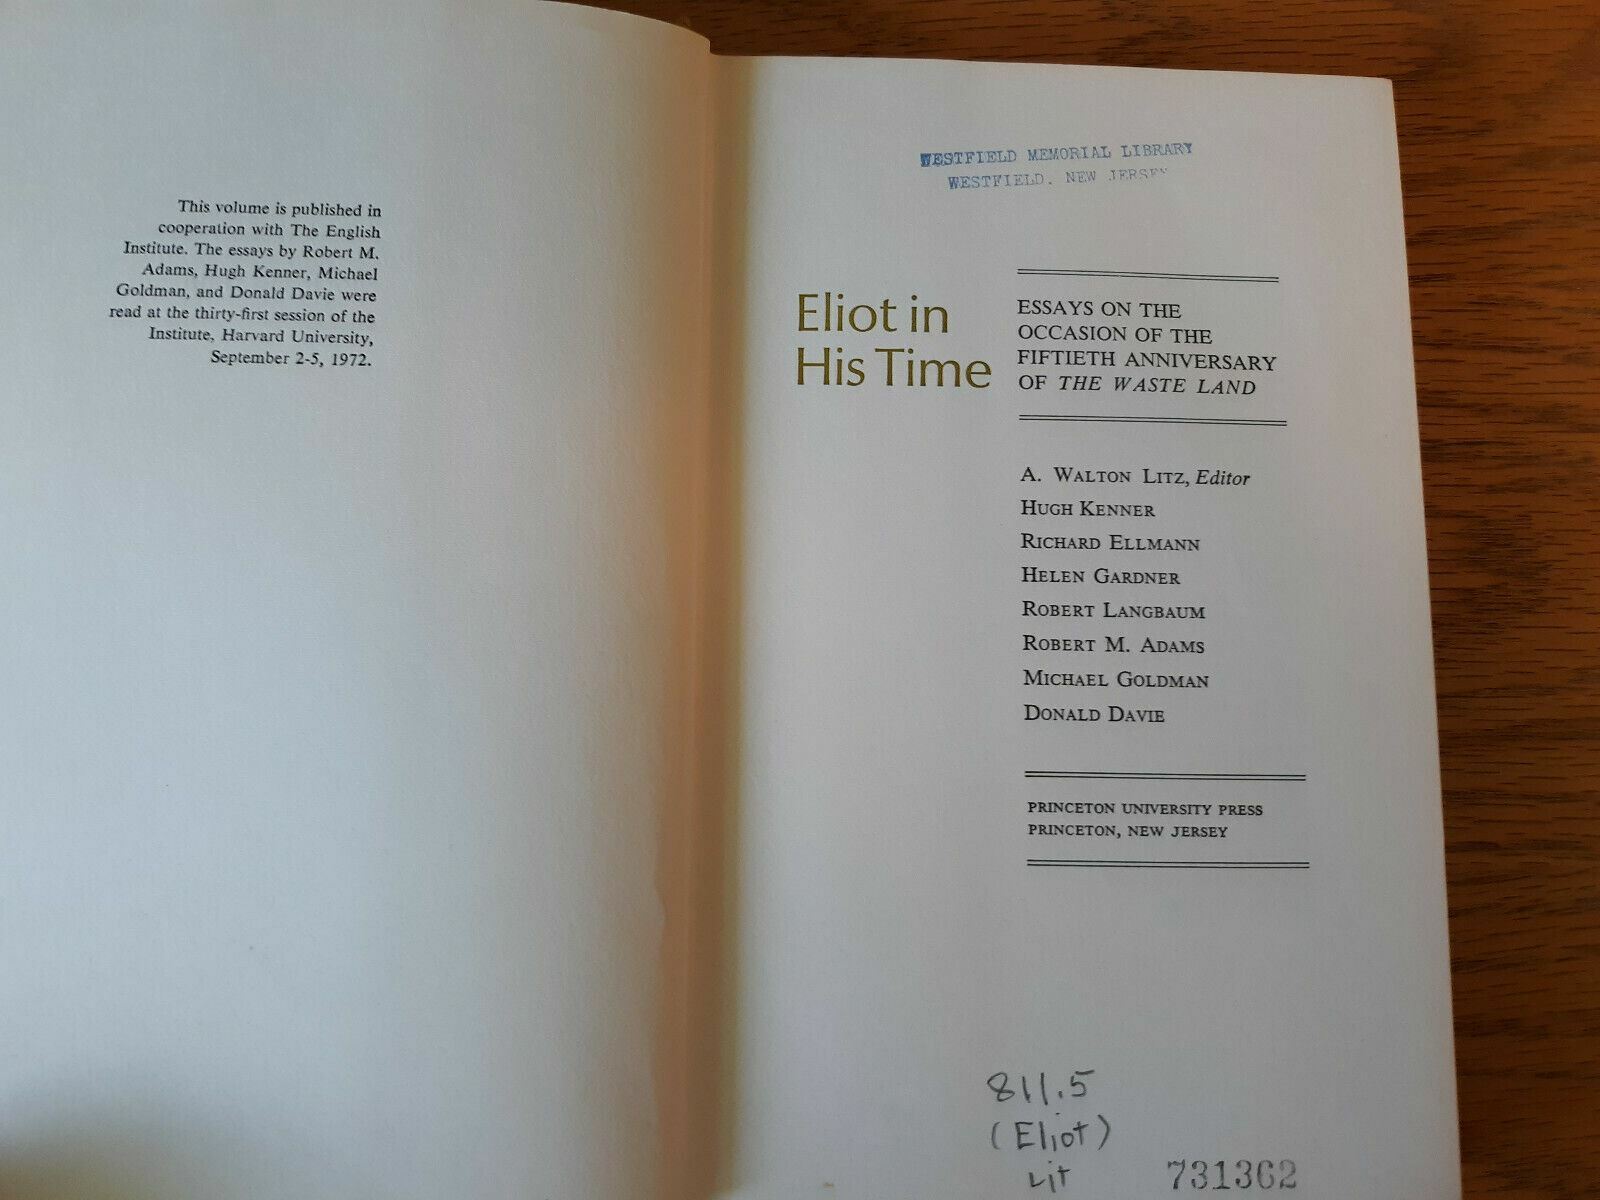 This volume is published in
cooperation with The English
Institute. The essays by Robert M.
Adams, Hugh Kenner, Michael
Goldman, and Donald Davie were
read at the thirty-first session of the
Institute, Harvard University,
September 2-5, 1972.
WESTFIELD MEMORIAL LIBRARY
WESTFIELD. NEW JERSEY
Eliot in
His Time
ESSAYS ON THE
OCCASION OF THE
FIFTIETH ANNIVERSARY
OF THE WASTE LAND
A. WALTON LITZ, Editor
HUGH KENNER
RICHARD ELLMANN
HELEN GARDNER
ROBERT LANGBAUM
ROBERT M. ADAMS
MICHAEL GOLDMAN
DONALD DAVIE
PRINCETON UNIVERSITY PRESS
PRINCETON, NEW JERSEY
811.5
(Eliot)
Lit
731362